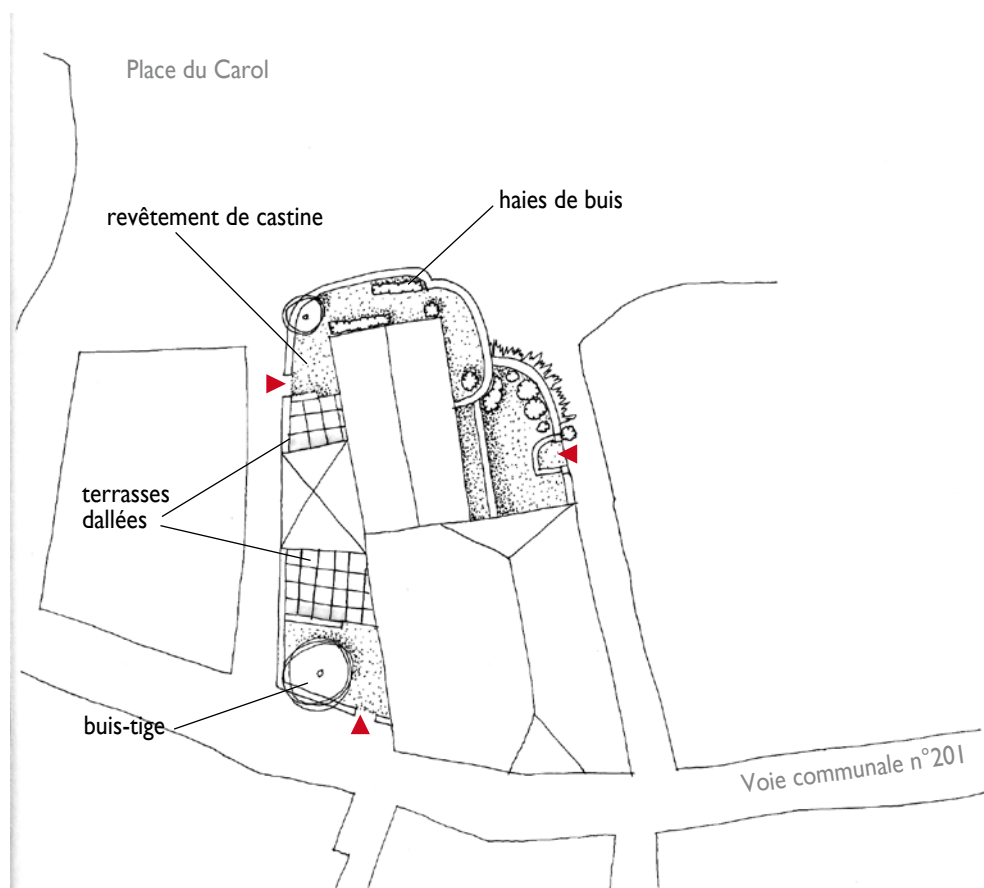 Place du Carol
haies de buis
revêtement de castine
terrasses
dallées
buis-tige
Voie communale n°201